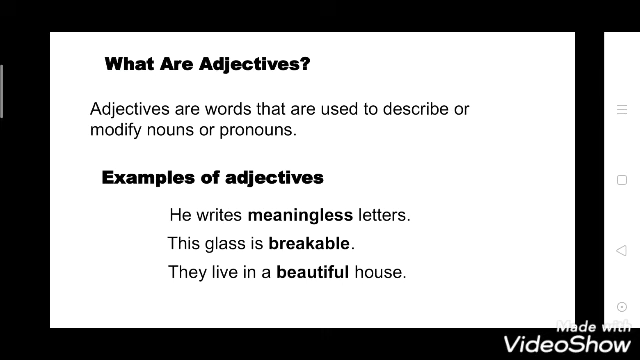 What Are Adjectives?
Adjectives are words that are used to describe or
modify nouns or pronouns.
Examples of adjectives
He writes meaningless letters.
This glass is breakable.
They live in a beautiful house.
Made with
VideoShow